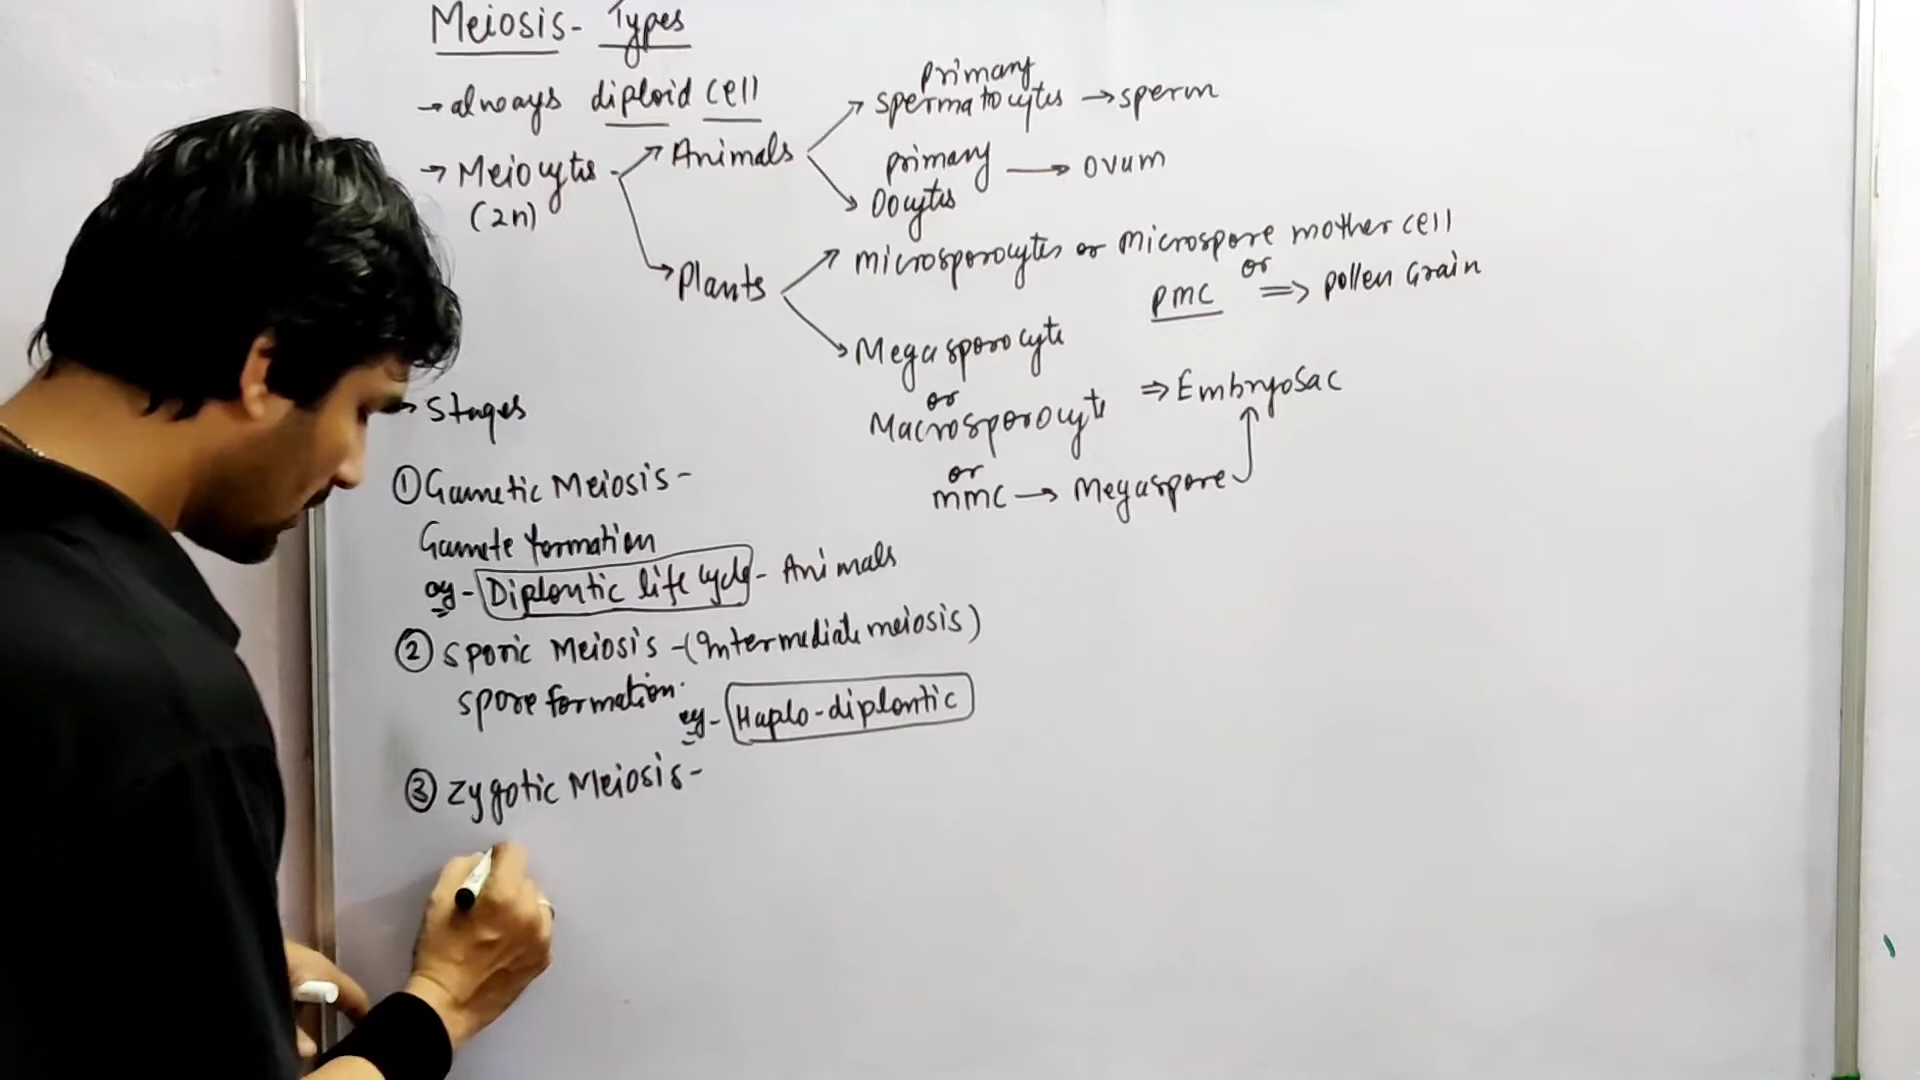 Meiosis - Types
→ always diploid cell
→ Meiocytes (2n)
→ Animals
→ primary spermatocytes → sperm
→ primary Oocytes → ovum
→ Plants
→ microsporocytes or microspore mother cell
or
PMC ⇒ pollen Grain
→ Megasporocyte
or
Macrosporocyte ⇒ Embryosac
or
mmc → Megaspore
→ Stages
① Gametic Meiosis -
Gamete formation
eg - Diplontic life cycle - Animals
② Sporic Meiosis - (Intermediate meiosis)
spore formation.
eg - Haplo-diplontic
③ Zygotic Meiosis -